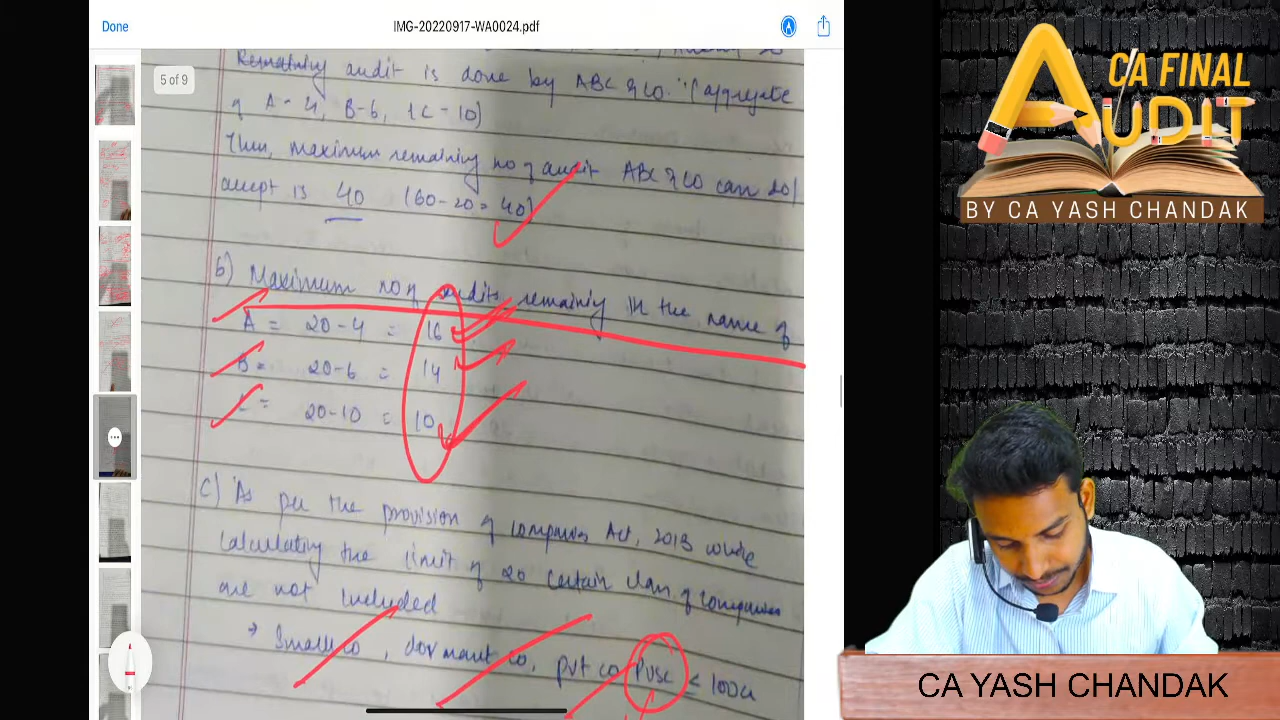 Done
IMG-20220917-WA0024.pdf
5 of 9
Remaining audit is done by ABC & Co. ∵ (aggregate
of A - 4, B-6, & C - 10)
Then, maximum remaining no of audit ABC & Co can do/
accept is 40 (60-20 = 40)
b) Maximum no of audits remaining in the name of
A = 20-4 = 16
B = 20-6 = 14
= 20-10 = 10
c) As per the provision of companies Act, 2013 while
calculating the limit of 20 certain class of companies
are not included
→ Small co, dormant co, pvt co PUSC ≤ 100cr
CA FINAL
AUDIT
BY CA YASH CHANDAK
CA YASH CHANDAK